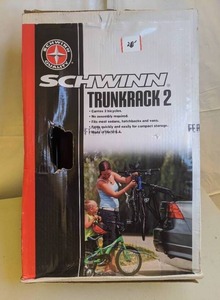 SCHWINN
QUALITY
SCHWINN
TRUNKRACK 2
• Carries 2 bicycles.
• No assembly required.
• Fits most sedans, hatchbacks and vans.
• Folds quickly and easily for compact storage.
• Made in the U.S.A.